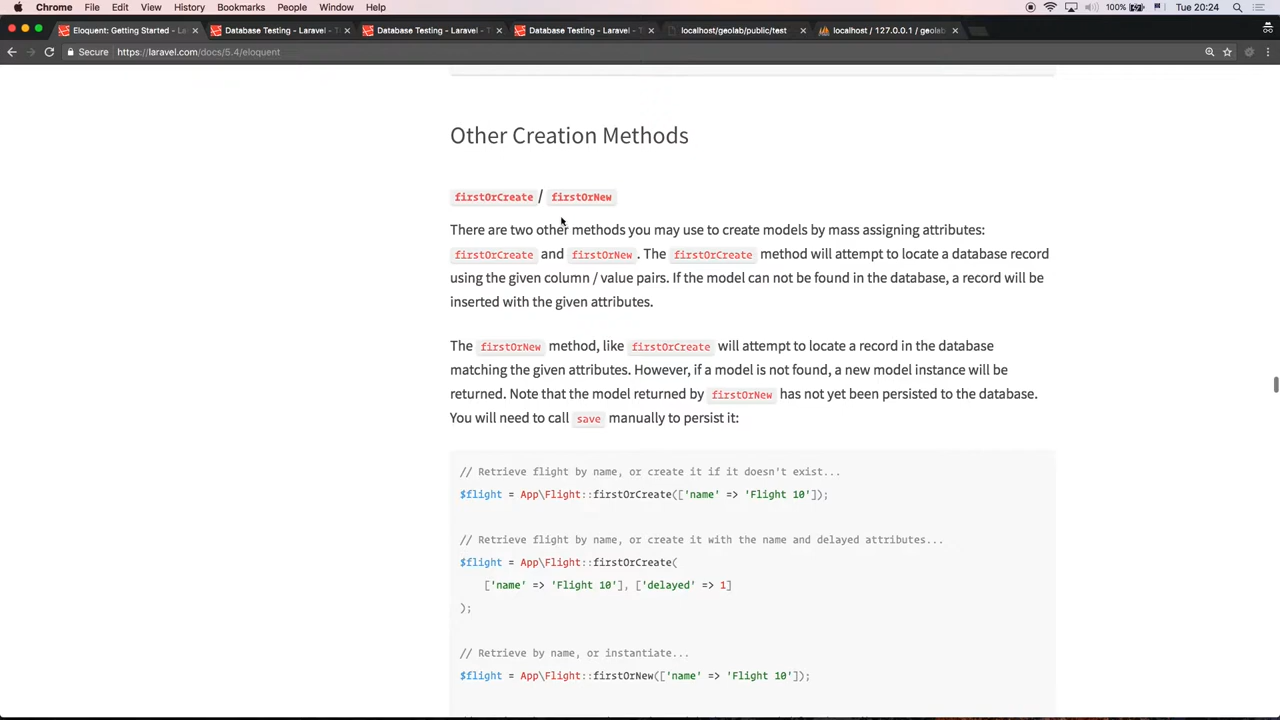 Chrome File Edit View History Bookmarks People Window Help 100% Tue 20:24
Eloquent: Getting Started - La × Database Testing - Laravel - T × Database Testing - Laravel - T × Database Testing - Laravel - T × localhost/geolab/public/test × localhost / 127.0.0.1 / geolab ×
Secure https://laravel.com/docs/5.4/eloquent
Other Creation Methods
firstOrCreate / firstOrNew
There are two other methods you may use to create models by mass assigning attributes:
firstOrCreate and firstOrNew. The firstOrCreate method will attempt to locate a database record
using the given column / value pairs. If the model can not be found in the database, a record will be
inserted with the given attributes.
The firstOrNew method, like firstOrCreate will attempt to locate a record in the database
matching the given attributes. However, if a model is not found, a new model instance will be
returned. Note that the model returned by firstOrNew has not yet been persisted to the database.
You will need to call save manually to persist it:
// Retrieve flight by name, or create it if it doesn't exist...
$flight = App\Flight::firstOrCreate(['name' => 'Flight 10']);
// Retrieve flight by name, or create it with the name and delayed attributes...
$flight = App\Flight::firstOrCreate(
['name' => 'Flight 10'], ['delayed' => 1]
);
// Retrieve by name, or instantiate...
$flight = App\Flight::firstOrNew(['name' => 'Flight 10']);